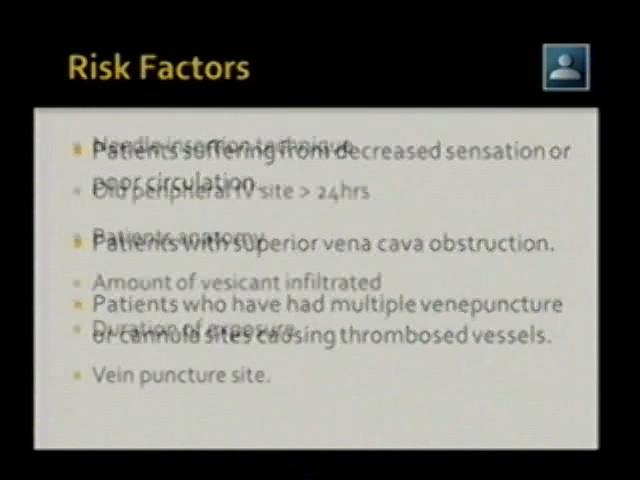 Risk Factors
Needle insertion technique
Patients suffering from decreased sensation or
poor circulation.
Old peripheral IV site > 24hrs
Patients anatomy
Patients with superior vena cava obstruction.
Amount of vesicant infiltrated
Patients who have had multiple venepuncture
Duration of exposure
or cannula sites causing thrombosed vessels.
Vein puncture site.